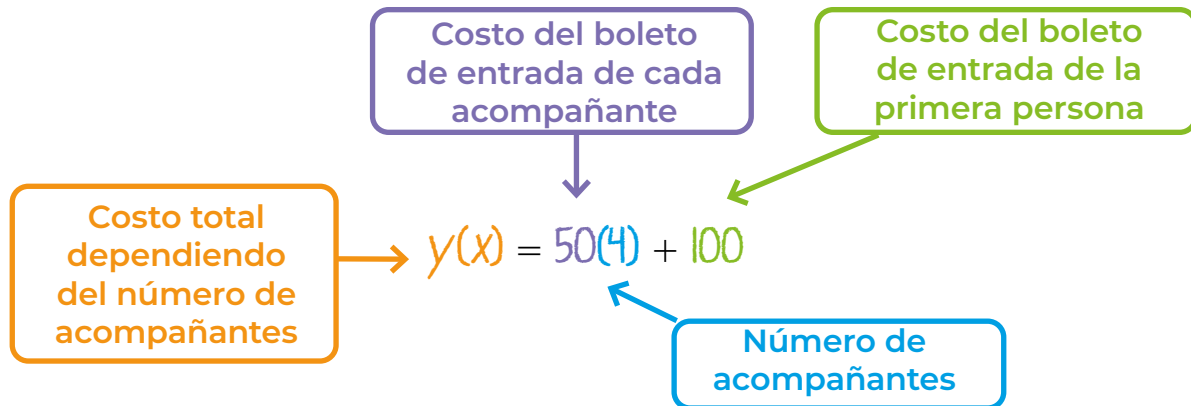 Costo del boleto
de entrada de cada
acompañante
Costo del boleto
de entrada de la
primera persona
Costo total
dependiendo
del número de
acompañantes
y(x) = 50(4) + 100
Número de
acompañantes